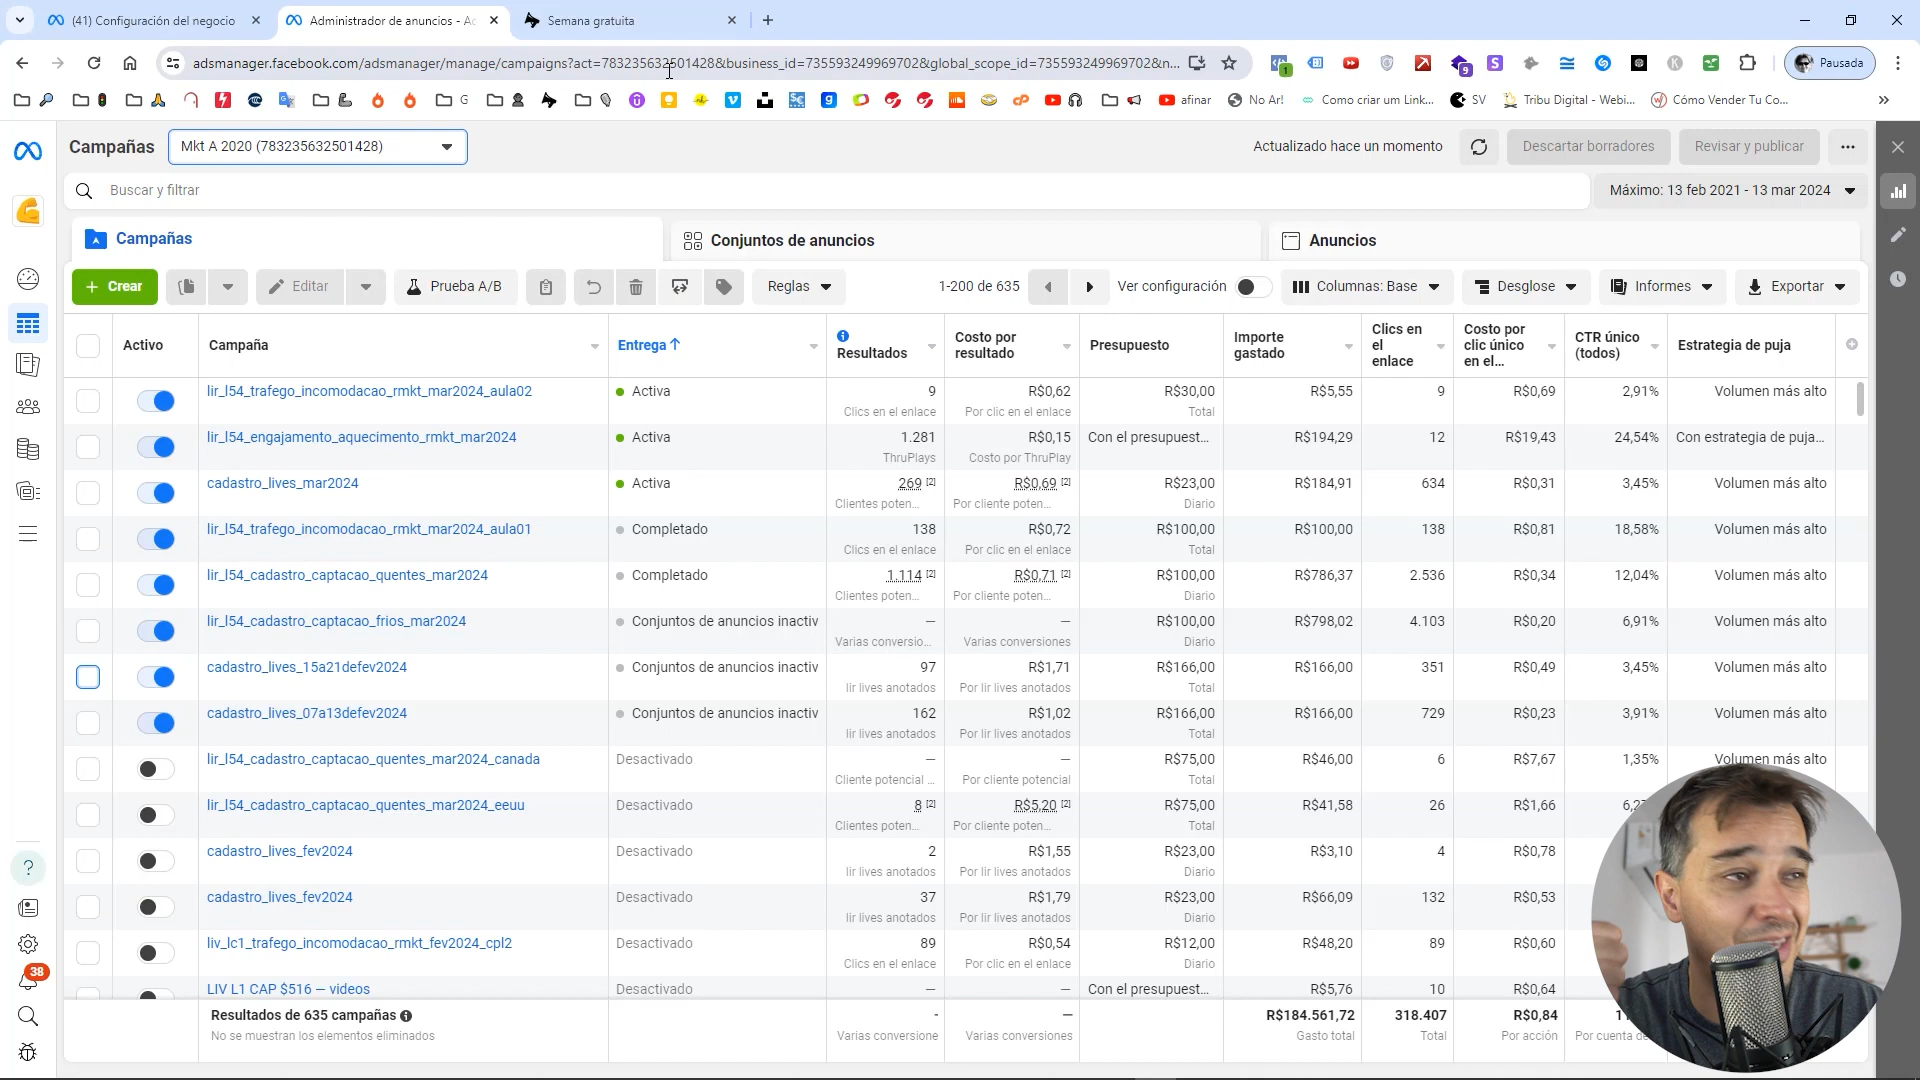 (41) Configuración del negocio
Administrador de anuncios - Ac
Semana gratuita
adsmanager.facebook.com/adsmanager/manage/campaigns?act=783235632501428&business_id=735593249969702&global_scope_id=735593249969702&n...
Pausada
G
afinar
No Ar!
Como criar um Link...
SV
Tribu Digital - Webi...
Cómo Vender Tu Co...
Campañas
Mkt A 2020 (783235632501428)
Actualizado hace un momento
Descartar borradores
Revisar y publicar
Buscar y filtrar
Máximo: 13 feb 2021 - 13 mar 2024
Campañas
Conjuntos de anuncios
Anuncios
+ Crear
Editar
Prueba A/B
Reglas
1-200 de 635
Ver configuración
Columnas: Base
Desglose
Informes
Exportar
Activo
Campaña
Entrega ↑
Resultados
Costo por resultado
Presupuesto
Importe gastado
Clics en el enlace
Costo por clic único en el...
CTR único (todos)
Estrategia de puja
lir_l54_trafego_incomodacao_rmkt_mar2024_aula02 Activa 9 R$0,62 R$30,00 R$5,55 9 R$0,69 2,91% Volumen más alto
Clics en el enlace Por clic en el enlace Total
lir_l54_engajamento_aquecimento_rmkt_mar2024 Activa 1.281 R$0,15 Con el presupuest... R$194,29 12 R$19,43 24,54% Con estrategia de puja...
ThruPlays Costo por ThruPlay
cadastro_lives_mar2024 Activa 269 [2] R$0,69 [2] R$23,00 R$184,91 634 R$0,31 3,45% Volumen más alto
Clientes poten... Por cliente poten... Diario
lir_l54_trafego_incomodacao_rmkt_mar2024_aula01 Completado 138 R$0,72 R$100,00 R$100,00 138 R$0,81 18,58% Volumen más alto
Clics en el enlace Por clic en el enlace Total
lir_l54_cadastro_captacao_quentes_mar2024 Completado 1.114 [2] R$0,71 [2] R$100,00 R$786,37 2.536 R$0,34 12,04% Volumen más alto
Clientes poten... Por cliente poten... Diario
lir_l54_cadastro_captacao_frios_mar2024 Conjuntos de anuncios inactiv — — R$100,00 R$798,02 4.103 R$0,20 6,91% Volumen más alto
Varias conversio... Varias conversiones Diario
cadastro_lives_15a21defev2024 Conjuntos de anuncios inactiv 97 R$1,71 R$166,00 R$166,00 351 R$0,49 3,45% Volumen más alto
lir lives anotados Por lir lives anotados Total
cadastro_lives_07a13defev2024 Conjuntos de anuncios inactiv 162 R$1,02 R$166,00 R$166,00 729 R$0,23 3,91% Volumen más alto
lir lives anotados Por lir lives anotados Total
lir_l54_cadastro_captacao_quentes_mar2024_canada Desactivado — — R$75,00 R$46,00 6 R$7,67 1,35% Volumen más alto
Cliente potencial ... Por cliente potencial Total
lir_l54_cadastro_captacao_quentes_mar2024_eeuu Desactivado 8 [2] R$5,20 [2] R$75,00 R$41,58 26 R$1,66
Clientes poten... Por cliente poten... Total
cadastro_lives_fev2024 Desactivado 2 R$1,55 R$23,00 R$3,10 4 R$0,78
lir lives anotados Por lir lives anotados Diario
cadastro_lives_fev2024 Desactivado 37 R$1,79 R$23,00 R$66,09 132 R$0,53
lir lives anotados Por lir lives anotados Diario
liv_lc1_trafego_incomodacao_rmkt_fev2024_cpl2 Desactivado 89 R$0,54 R$12,00 R$48,20 89 R$0,60
Clics en el enlace Por clic en el enlace Diario
LIV L1 CAP $516 — videos Desactivado — — Con el presupuest... R$5,76 10 R$0,64
Resultados de 635 campañas - — R$184.561,72 318.407 R$0,84
No se muestran los elementos eliminados Varias conversione Varias conversiones Gasto total Total Por acción Por cuenta de
38